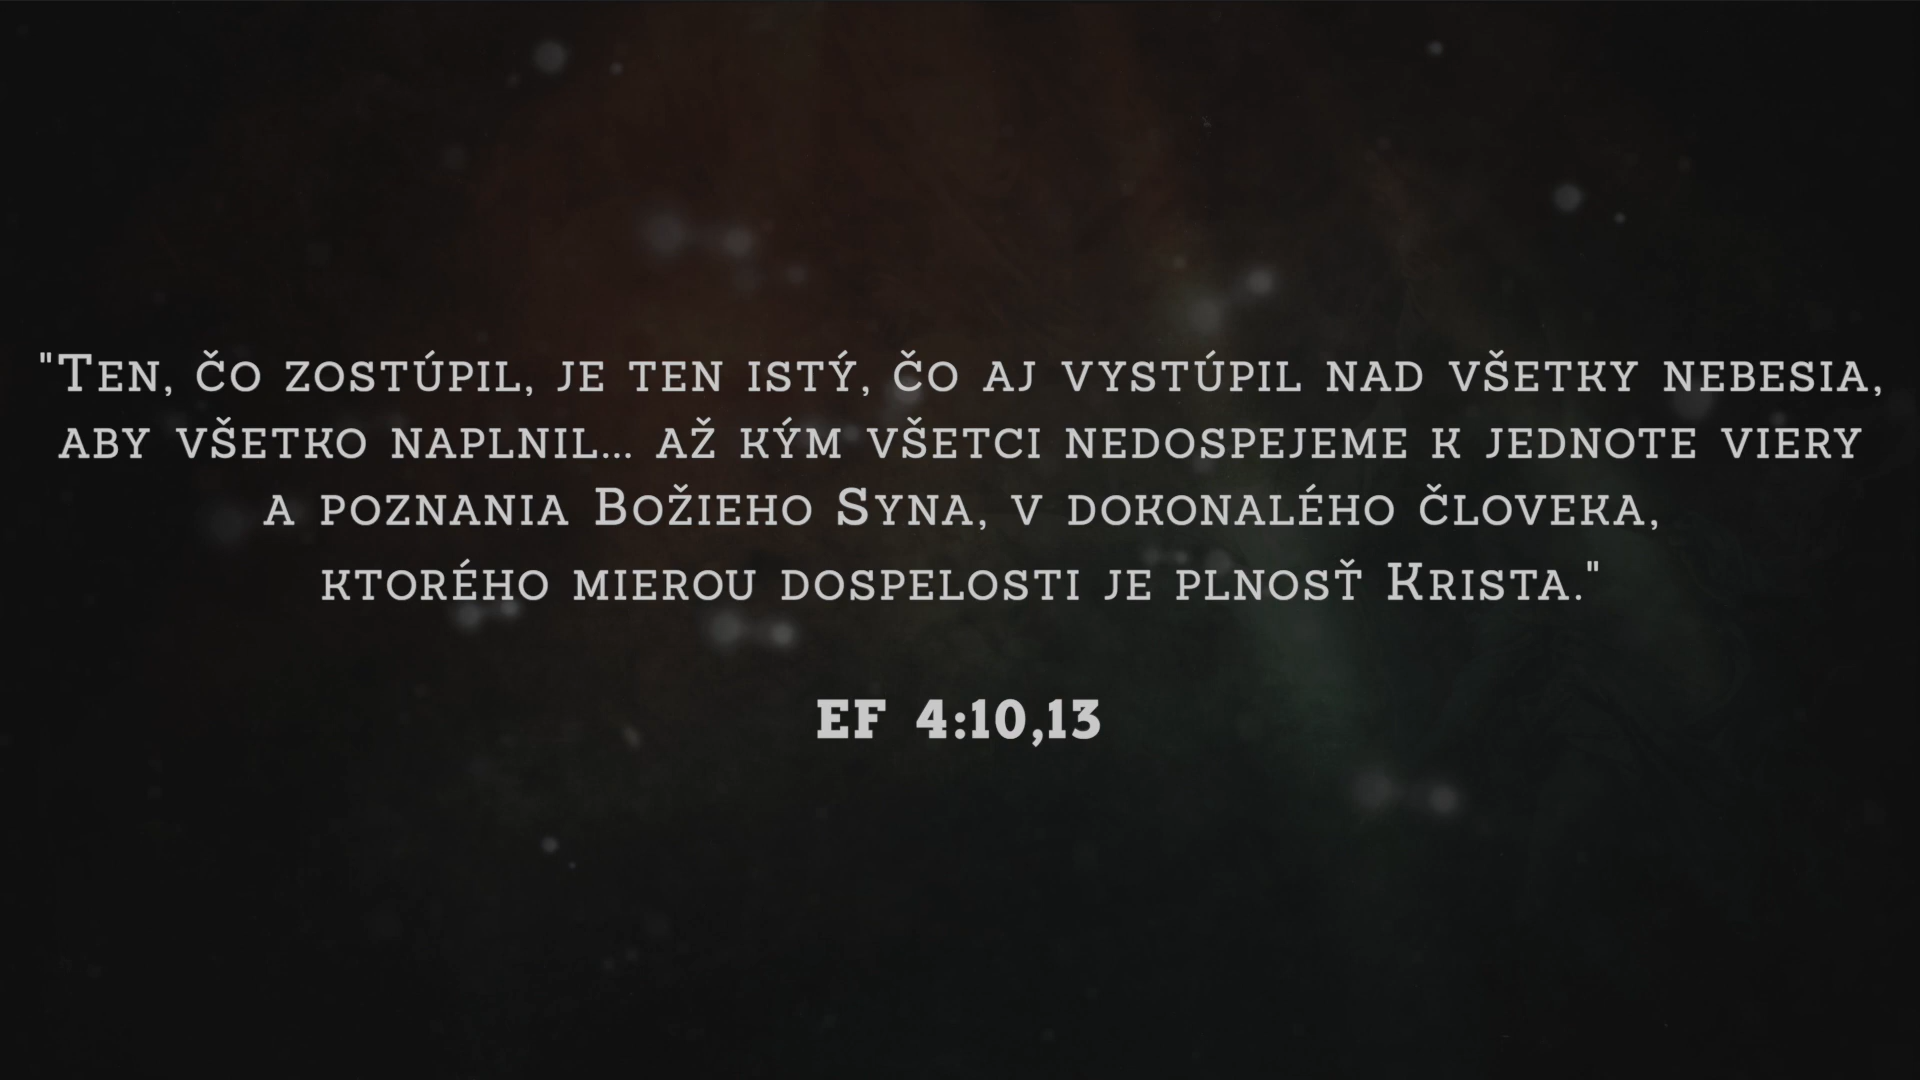 "Ten, čo zostúpil, je ten istý, čo aj vystúpil nad všetky nebesia,
aby všetko naplnil... až kým všetci nedospejeme k jednote viery
a poznania Božieho Syna, v dokonalého človeka,
ktorého mierou dospelosti je plnosť Krista."
EF 4:10,13